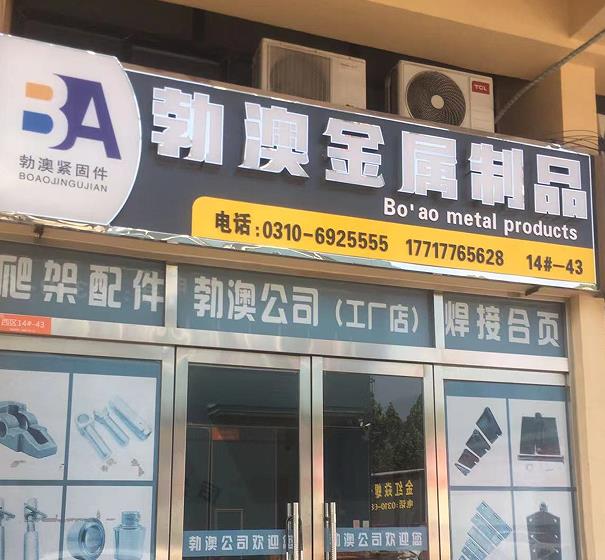 BA
勃澳紧固件
BOAOJINGUJIAN
勃澳金属制品
Bo'ao metal products
电话:0310-6925555 17717765628 14#-43
TCL
爬架配件
勃澳公司(工厂店)
焊接合页
西区14#-43
勃澳公司欢迎您
勃澳公司欢迎您